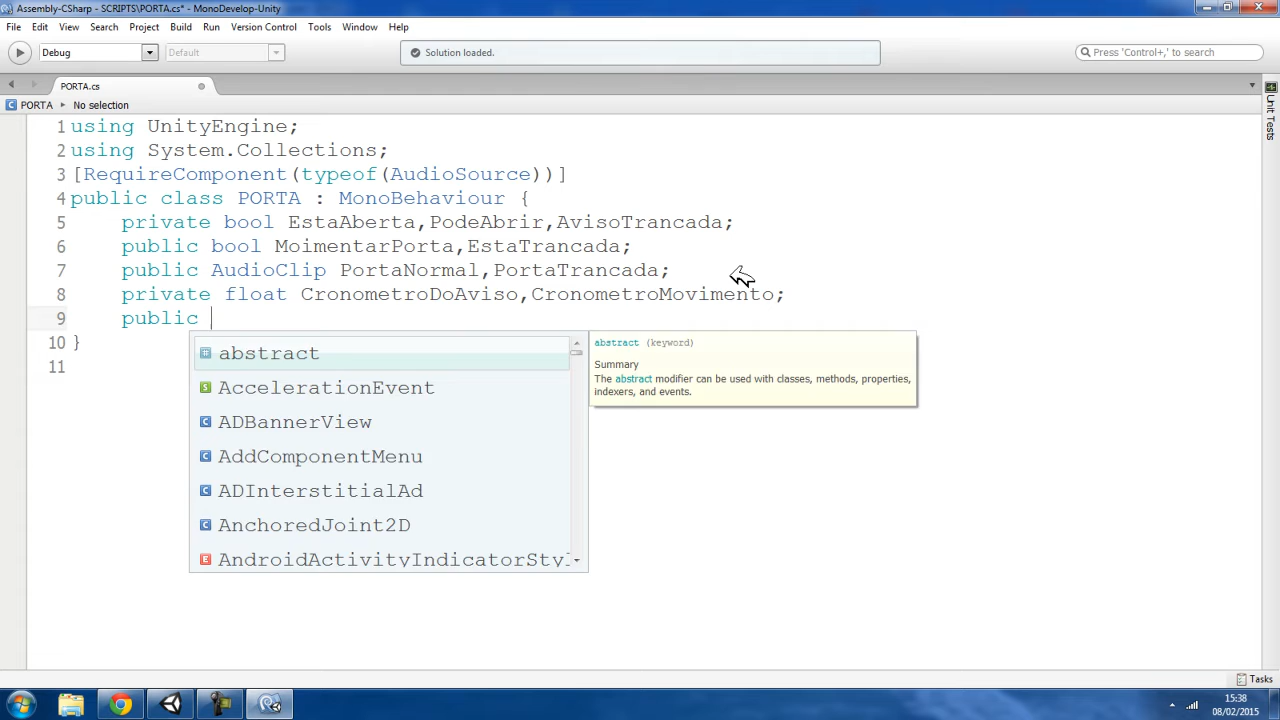 Assembly-CSharp - SCRIPTS\PORTA.cs* - MonoDevelop-Unity
File Edit View Search Project Build Run Version Control Tools Window Help
Debug Default Solution loaded. Press 'Control+,' to search
PORTA.cs
PORTA No selection
Unit Tests
1 using UnityEngine;
2 using System.Collections;
3 [RequireComponent(typeof(AudioSource))]
4 public class PORTA : MonoBehaviour {
5 private bool EstaAberta,PodeAbrir,AvisoTrancada;
6 public bool MoimentarPorta,EstaTrancada;
7 public AudioClip PortaNormal,PortaTrancada;
8 private float CronometroDoAviso,CronometroMovimento;
9 public
10 }
11
abstract
AccelerationEvent
ADBannerView
AddComponentMenu
ADInterstitialAd
AnchoredJoint2D
AndroidActivityIndicatorStyl
abstract (keyword)
Summary
The abstract modifier can be used with classes, methods, properties,
indexers, and events.
Tasks
15:38
08/02/2015